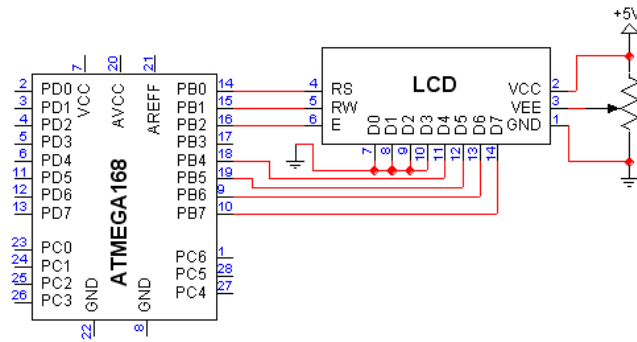 +5V
7 20 21
2 PD0 VCC AVCC AREFF PB0 14
3 PD1 PB1 15
4 PD2 PB2 16
5 PD3 PB3 17
6 PD4 PB4 18
11 PD5 PB5 19
12 PD6 PB6 9
13 PD7 PB7 10
ATMEGA168
23 PC0 PC6 1
24 PC1 PC5 28
25 PC2 PC4 27
26 PC3
GND GND
22 8
LCD
4 RS VCC 2
5 RW VEE 3
6 E GND 1
D0 D1 D2 D3 D4 D5 D6 D7
7 8 9 10 11 12 13 14